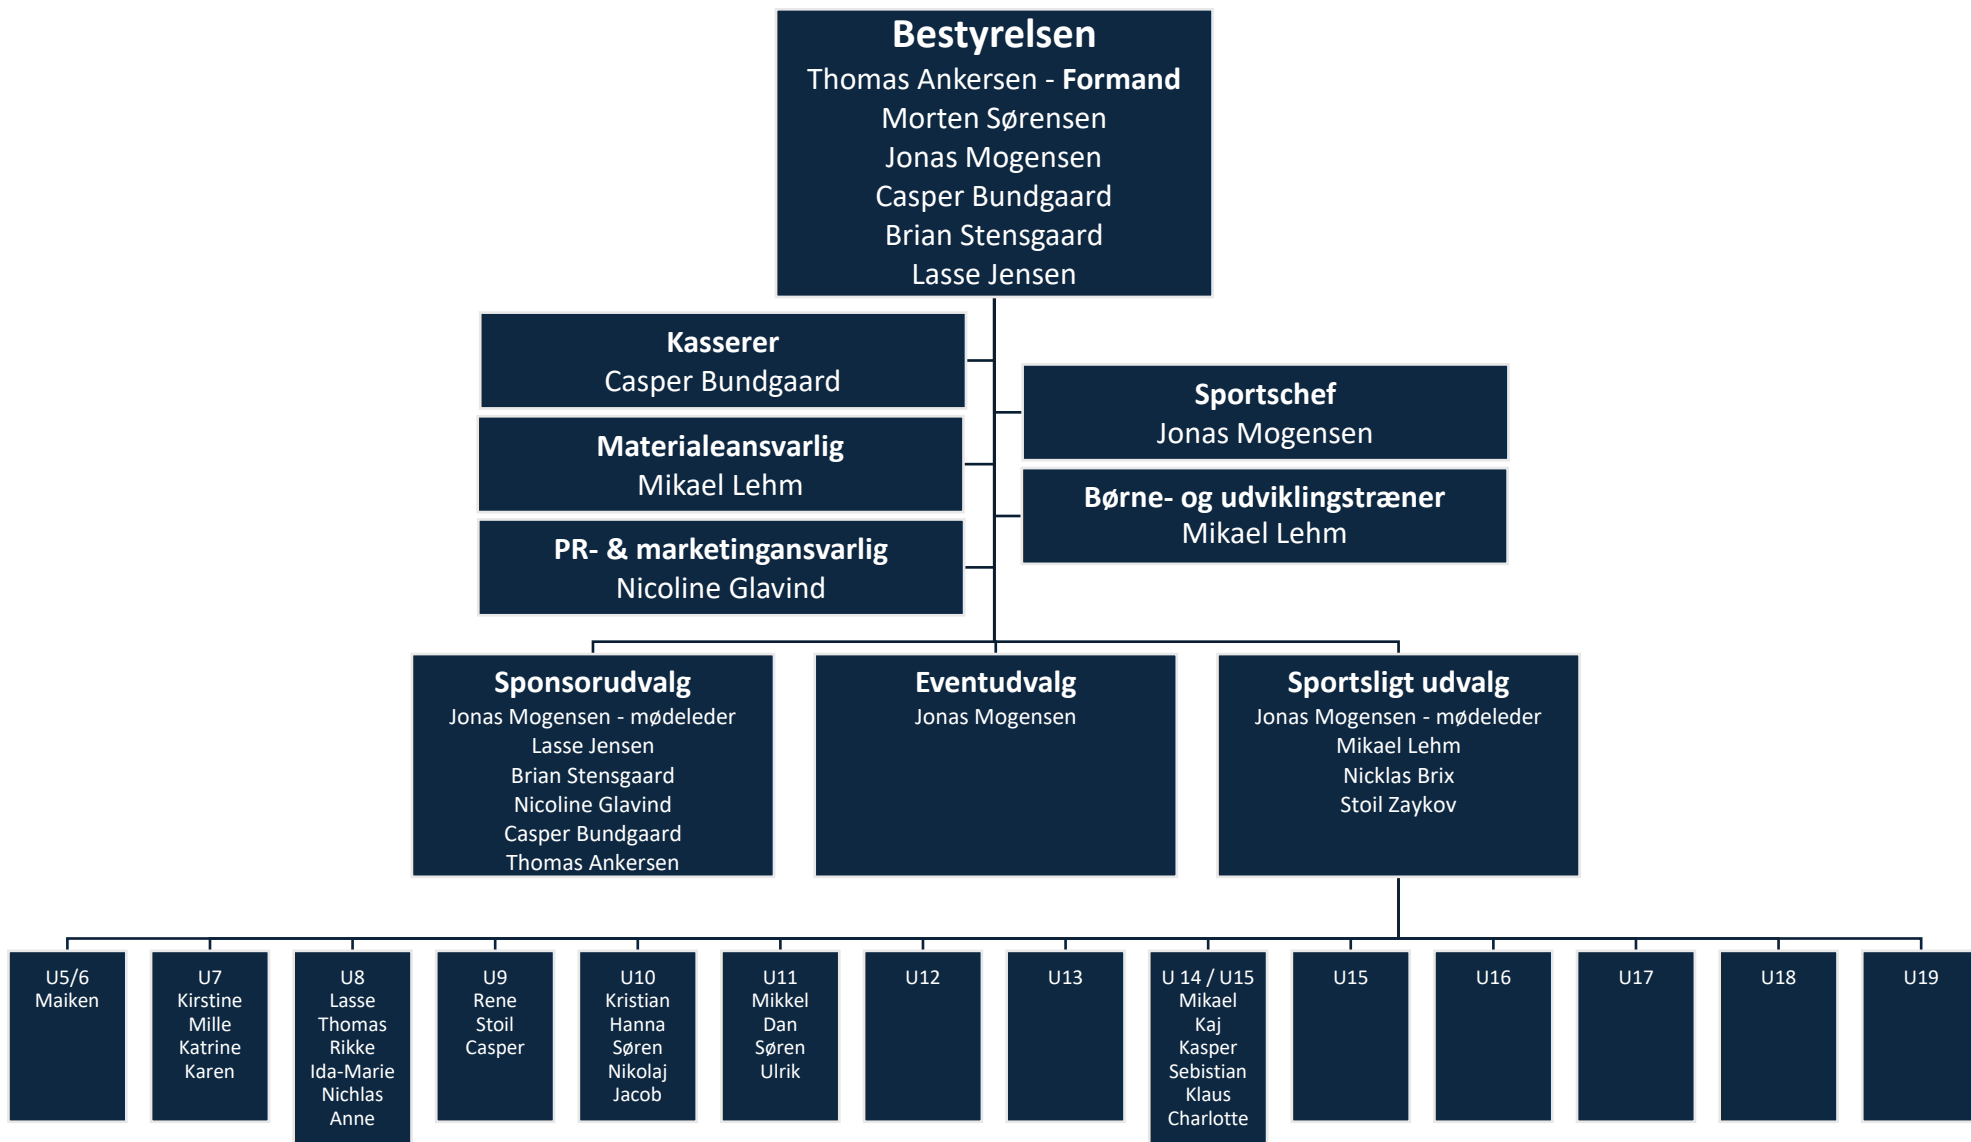 Bestyrelsen
Thomas Ankersen - Formand
Morten Sørensen
Jonas Mogensen
Casper Bundgaard
Brian Stensgaard
Lasse Jensen
Kasserer
Casper Bundgaard
Sportschef
Jonas Mogensen
Materialeansvarlig
Mikael Lehm
Børne- og udviklingstræner
Mikael Lehm
PR- & marketingansvarlig
Nicoline Glavind
Sponsorudvalg
Jonas Mogensen - mødeleder
Lasse Jensen
Brian Stensgaard
Nicoline Glavind
Casper Bundgaard
Thomas Ankersen
Eventudvalg
Jonas Mogensen
Sportsligt udvalg
Jonas Mogensen - mødeleder
Mikael Lehm
Nicklas Brix
Stoil Zaykov
U5/6
Maiken
U7
Kirstine
Mille
Katrine
Karen
U8
Lasse
Thomas
Rikke
Ida-Marie
Nichlas
Anne
U9
Rene
Stoil
Casper
U10
Kristian
Hanna
Søren
Nikolaj
Jacob
U11
Mikkel
Dan
Søren
Ulrik
U12
U13
U 14 / U15
Mikael
Kaj
Kasper
Sebistian
Klaus
Charlotte
U15
U16
U17
U18
U19